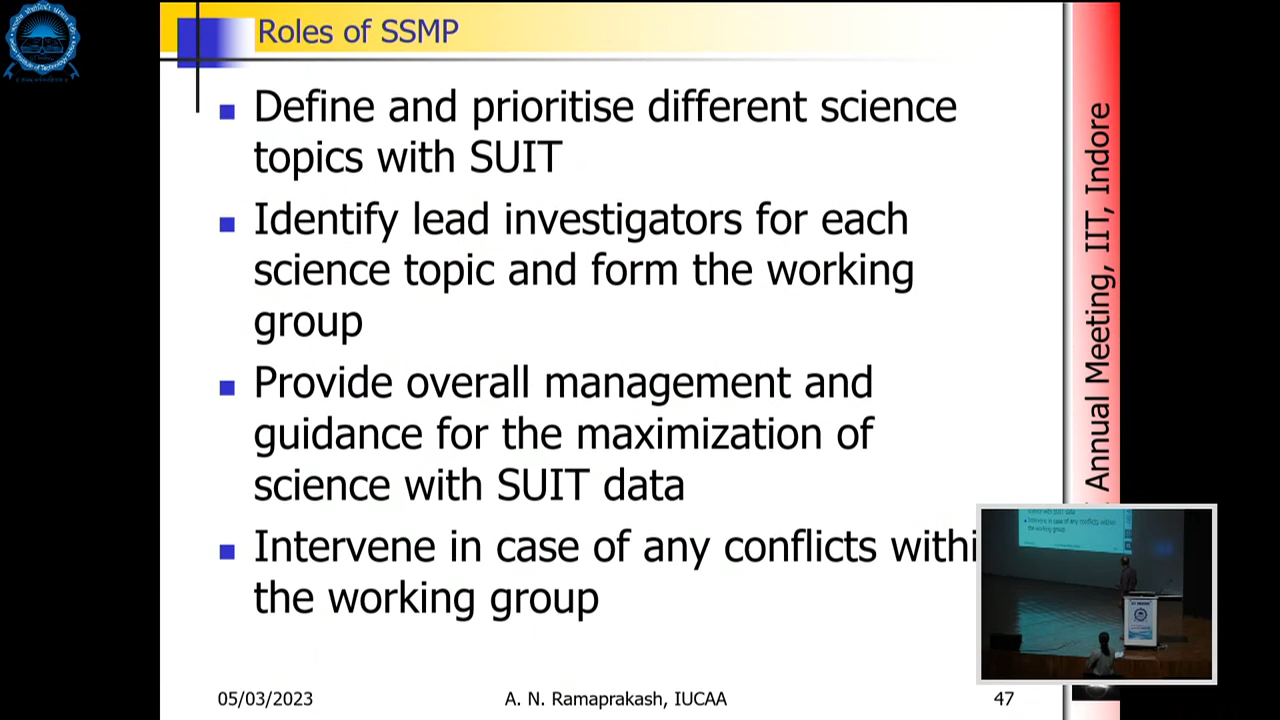 Roles of SSMP
Define and prioritise different science
topics with SUIT
Identify lead investigators for each
science topic and form the working
group
Provide overall management and
guidance for the maximization of
science with SUIT data
Intervene in case of any conflicts withi
the working group
05/03/2023
A. N. Ramaprakash, IUCAA
47
Annual Meeting, IIT, Indore